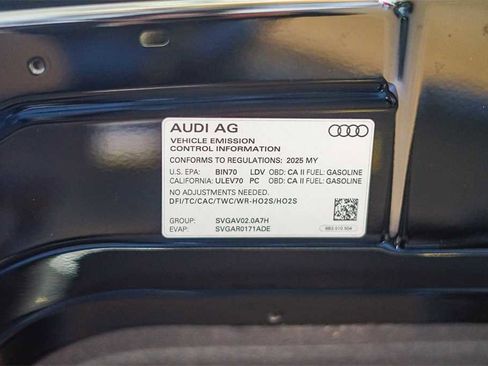 AUDI AG
VEHICLE EMISSION
CONTROL INFORMATION
CONFORMS TO REGULATIONS: 2025 MY
U.S. EPA: BIN70 LDV OBD: CA II FUEL: GASOLINE
CALIFORNIA: ULEV70 PC OBD: CA II FUEL: GASOLINE
NO ADJUSTMENTS NEEDED.
DFI/TC/CAC/TWC/WR-HO2S/HO2S
GROUP: SVGAV02.0A7H
EVAP: SVGAR0171ADE